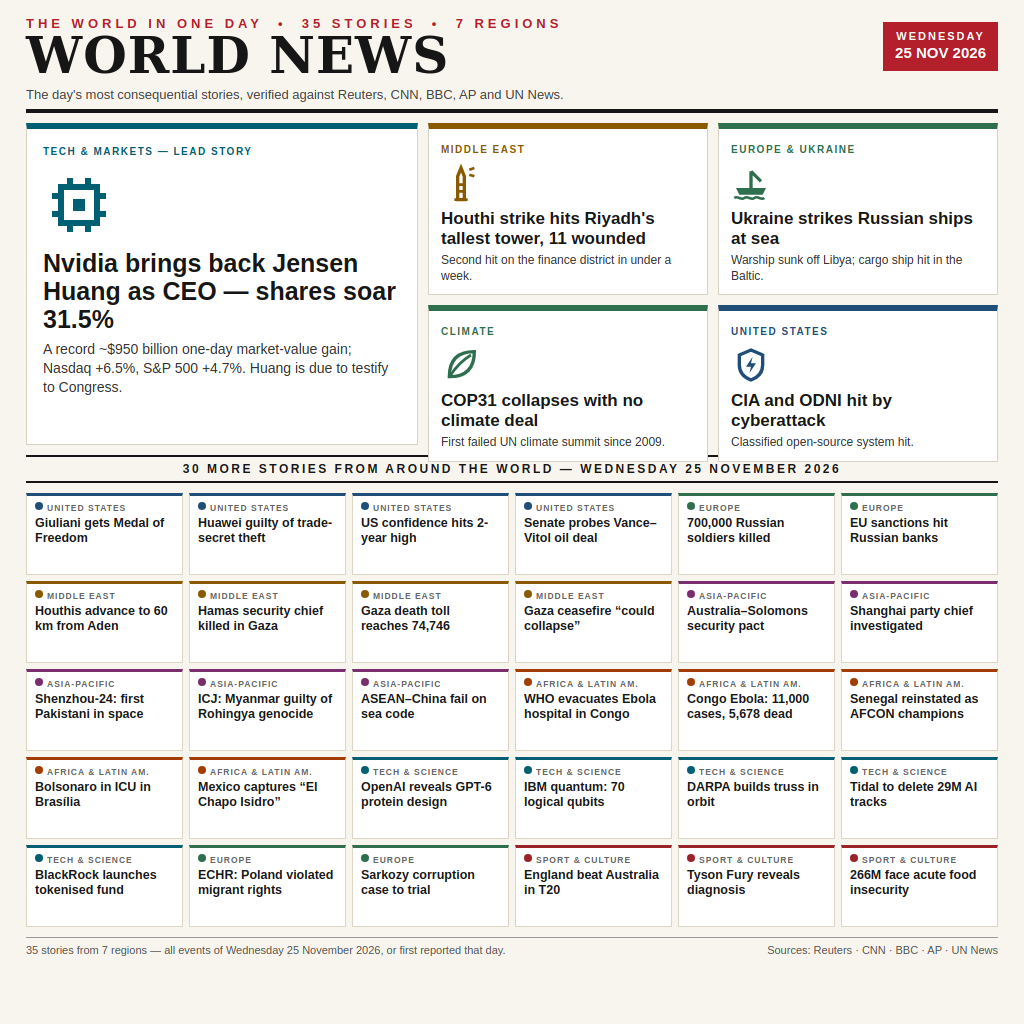 THE WORLD IN ONE DAY • 35 STORIES • 7 REGIONS
WORLD NEWS
The day's most consequential stories, verified against Reuters, CNN, BBC, AP and UN News.
WEDNESDAY
25 NOV 2026
TECH & MARKETS — LEAD STORY
Nvidia brings back Jensen
Huang as CEO — shares soar
31.5%
A record ~$950 billion one-day market-value gain;
Nasdaq +6.5%, S&P 500 +4.7%. Huang is due to testify
to Congress.
MIDDLE EAST
Houthi strike hits Riyadh's
tallest tower, 11 wounded
Second hit on the finance district in under a
week.
EUROPE & UKRAINE
Ukraine strikes Russian ships
at sea
Warship sunk off Libya; cargo ship hit in the
Baltic.
CLIMATE
COP31 collapses with no
climate deal
First failed UN climate summit since 2009.
UNITED STATES
CIA and ODNI hit by
cyberattack
Classified open-source system hit.
30 MORE STORIES FROM AROUND THE WORLD — WEDNESDAY 25 NOVEMBER 2026
UNITED STATES
Giuliani gets Medal of
Freedom
UNITED STATES
Huawei guilty of trade-
secret theft
UNITED STATES
US confidence hits 2-
year high
UNITED STATES
Senate probes Vance–
Vitol oil deal
EUROPE
700,000 Russian
soldiers killed
EUROPE
EU sanctions hit
Russian banks
MIDDLE EAST
Houthis advance to 60
km from Aden
MIDDLE EAST
Hamas security chief
killed in Gaza
MIDDLE EAST
Gaza death toll
reaches 74,746
MIDDLE EAST
Gaza ceasefire “could
collapse”
ASIA-PACIFIC
Australia–Solomons
security pact
ASIA-PACIFIC
Shanghai party chief
investigated
ASIA-PACIFIC
Shenzhou-24: first
Pakistani in space
ASIA-PACIFIC
ICJ: Myanmar guilty of
Rohingya genocide
ASIA-PACIFIC
ASEAN–China fail on
sea code
AFRICA & LATIN AM.
WHO evacuates Ebola
hospital in Congo
AFRICA & LATIN AM.
Congo Ebola: 11,000
cases, 5,678 dead
AFRICA & LATIN AM.
Senegal reinstated as
AFCON champions
AFRICA & LATIN AM.
Bolsonaro in ICU in
Brasília
AFRICA & LATIN AM.
Mexico captures “El
Chapo Isidro”
TECH & SCIENCE
OpenAI reveals GPT-6
protein design
TECH & SCIENCE
IBM quantum: 70
logical qubits
TECH & SCIENCE
DARPA builds truss in
orbit
TECH & SCIENCE
Tidal to delete 29M AI
tracks
TECH & SCIENCE
BlackRock launches
tokenised fund
EUROPE
ECHR: Poland violated
migrant rights
EUROPE
Sarkozy corruption
case to trial
SPORT & CULTURE
England beat Australia
in T20
SPORT & CULTURE
Tyson Fury reveals
diagnosis
SPORT & CULTURE
266M face acute food
insecurity
35 stories from 7 regions — all events of Wednesday 25 November 2026, or first reported that day.
Sources: Reuters · CNN · BBC · AP · UN News